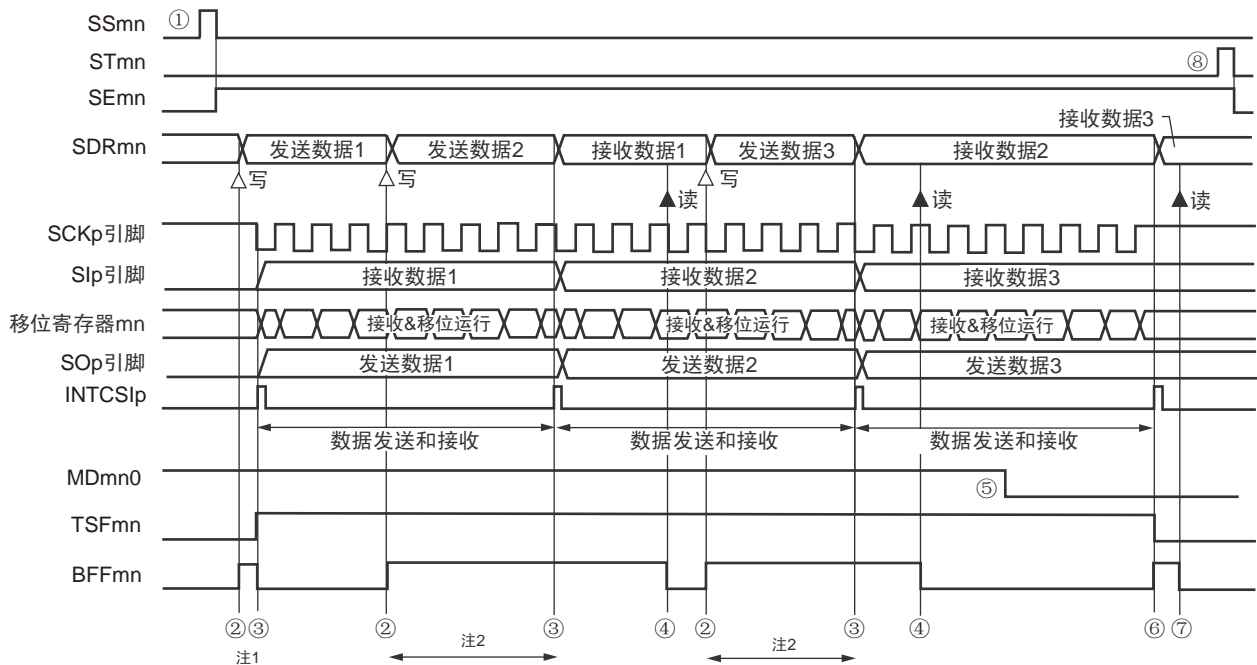 SSmn ①
STmn ⑧
SEmn
接收数据3
SDRmn 发送数据1 发送数据2 接收数据1 发送数据3 接收数据2
写 写 读 写 读 读
SCKp引脚
SIp引脚 接收数据1 接收数据2 接收数据3
移位寄存器mn 接收&移位运行 接收&移位运行 接收&移位运行
SOp引脚 发送数据1 发送数据2 发送数据3
INTCSIp
数据发送和接收 数据发送和接收 数据发送和接收
MDmn0 ⑤
TSFmn
BFFmn
② ③ ② ③ ④ ② ③ ④ ⑥ ⑦
注1 注2 注2